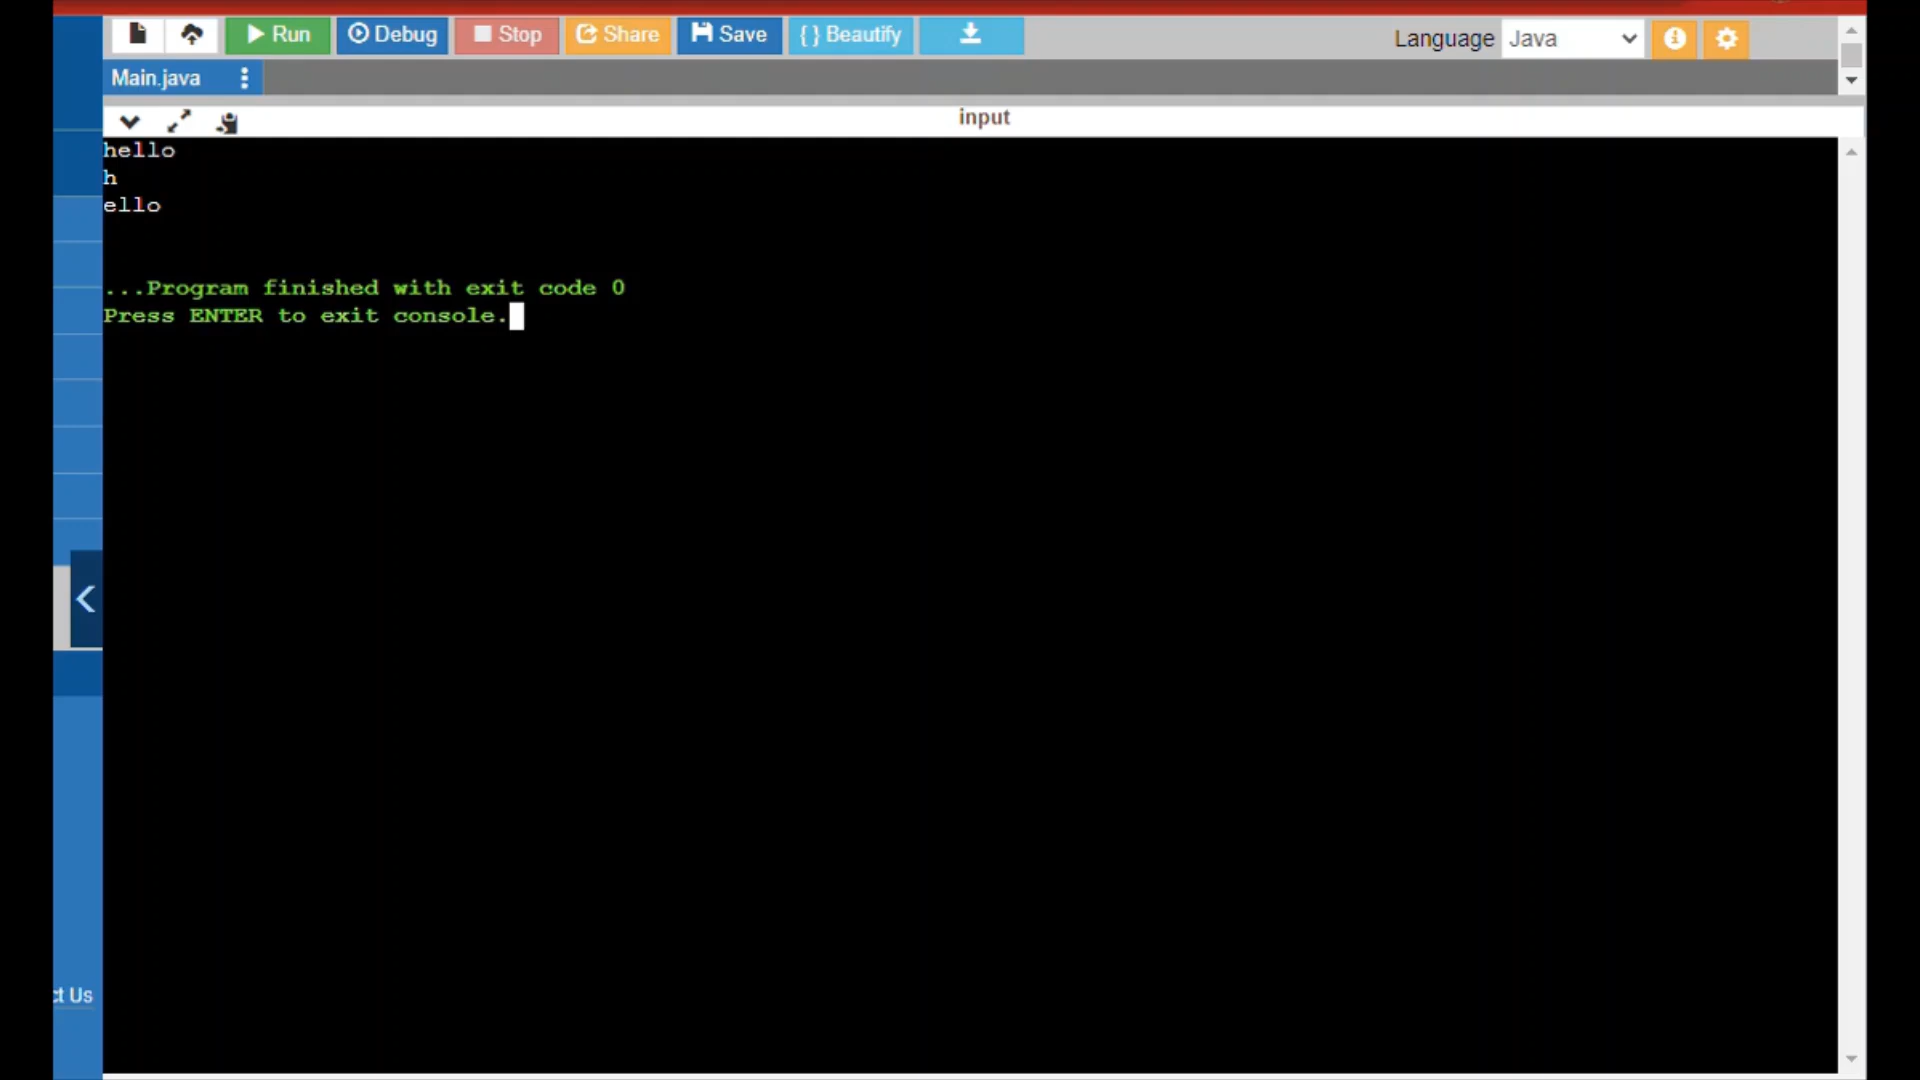 Run Debug Stop Share Save {} Beautify Language Java
Main.java
input
hello
h
ello
...Program finished with exit code 0
Press ENTER to exit console.
ct Us